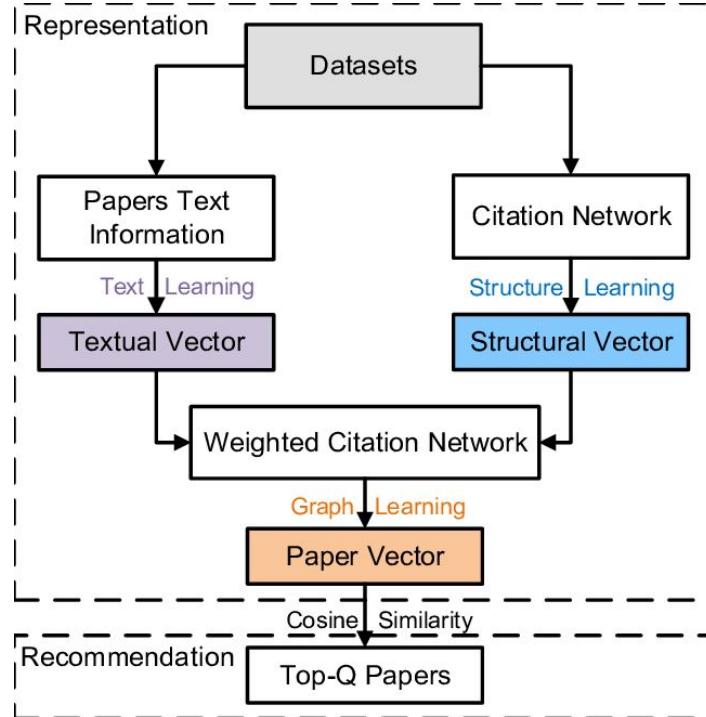 Representation
Datasets
Papers Text
Information
Citation Network
Text Learning
Structure Learning
Textual Vector
Structural Vector
Weighted Citation Network
Graph Learning
Paper Vector
Cosine Similarity
Recommendation
Top-Q Papers